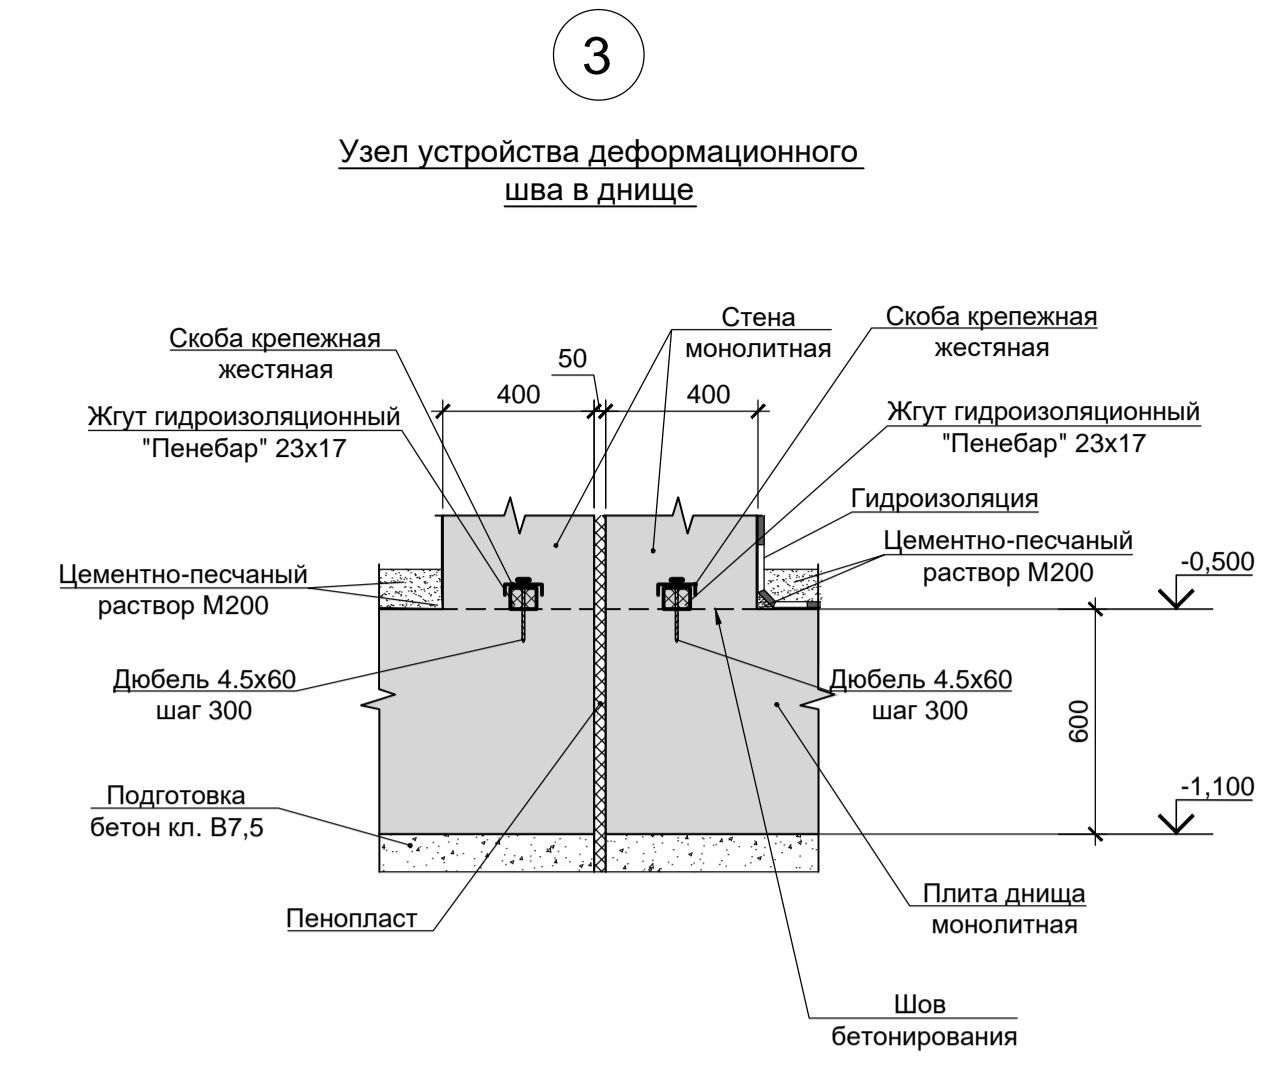 3
Узел устройства деформационного
шва в днище
Скоба крепежная
жестяная
50
Стена
монолитная
Скоба крепежная
жестяная
400
400
Жгут гидроизоляционный
"Пенебар" 23х17
Жгут гидроизоляционный
"Пенебар" 23х17
Гидроизоляция
Цементно-песчаный
раствор М200
Цементно-песчаный
раствор М200
-0,500
Дюбель 4.5х60
шаг 300
Дюбель 4.5х60
шаг 300
600
Подготовка
бетон кл. В7,5
-1,100
Пенопласт
Плита днища
монолитная
Шов
бетонирования